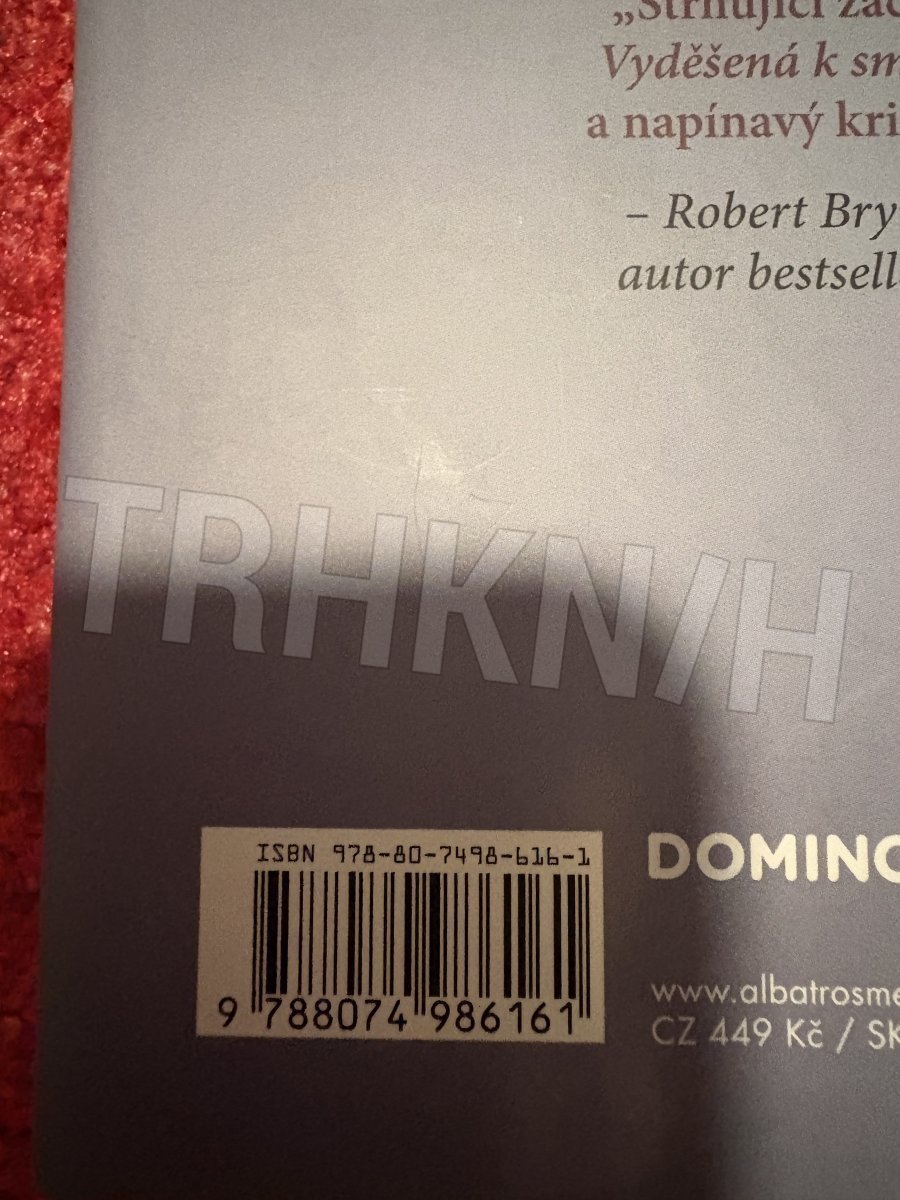 „Strhující zač
Vyděšená k sm
a napínavý kri
– Robert Bry
autor bestsell
TRHKN/H
ISBN 978-80-7498-616-1
9 788074 986161
DOMINO
www.albatrosme
CZ 449 Kč / SK